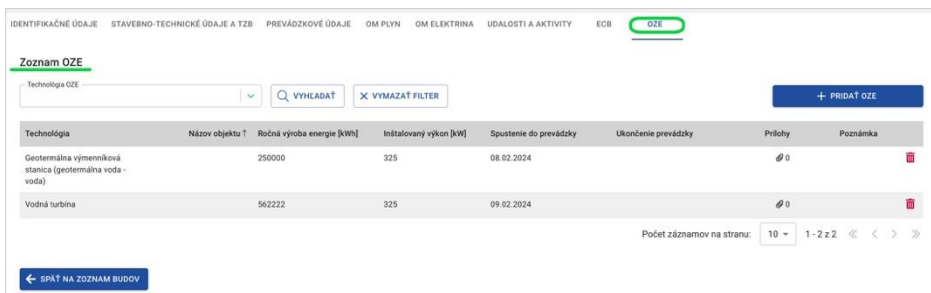 IDENTIFIKAČNÉ ÚDAJE STAVEBNO-TECHNICKÉ ÚDAJE A TZB PREVÁDZKOVÉ ÚDAJE OM PLYN OM ELEKTRINA UDALOSTI A AKTIVITY ECB OZE
Zoznam OZE
Technológia OZE
VYHĽADAŤ VYMAZAŤ FILTER + PRIDAŤ OZE
Technológia Názov objektu ↑ Ročná výroba energie [kWh] Inštalovaný výkon [kW] Spustenie do prevádzky Ukončenie prevádzky Prílohy Poznámka
Geotermálna výmenníková 250000 325 08.02.2024 0
stanica (geotermálna voda -
voda)
Vodná turbína 562222 325 09.02.2024 0
Počet záznamov na stranu: 10 1 - 2 z 2
SPÄŤ NA ZOZNAM BUDOV